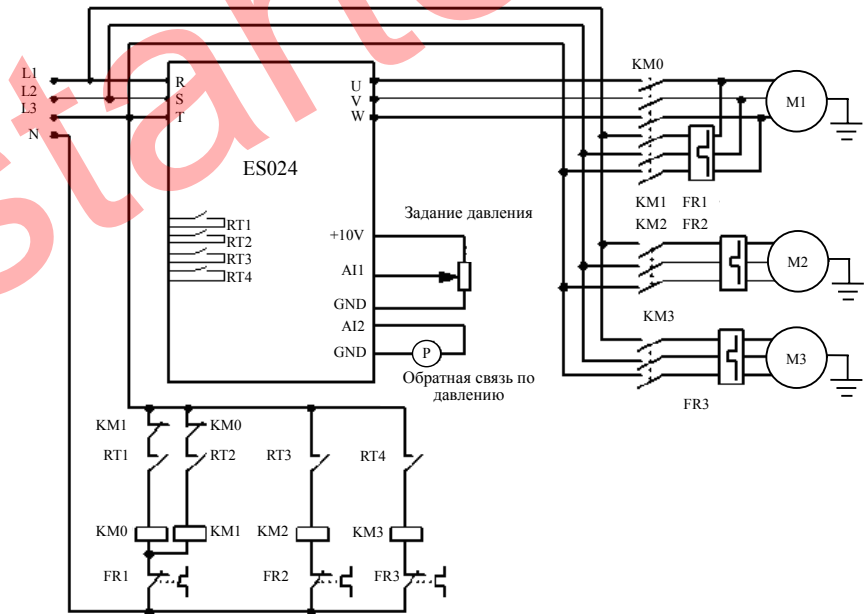 L1
L2
L3
N
R
S
T
U
V
W
ES024
RT1
RT2
RT3
RT4
+10V
AI1
GND
AI2
GND
Задание давления
P
Обратная связь по
давлению
KM0
M1
KM1 FR1
KM2 FR2
M2
KM3
M3
FR3
KM1
KM0
RT1
RT2
RT3
RT4
KM0
KM1
KM2
KM3
FR1
FR2
FR3